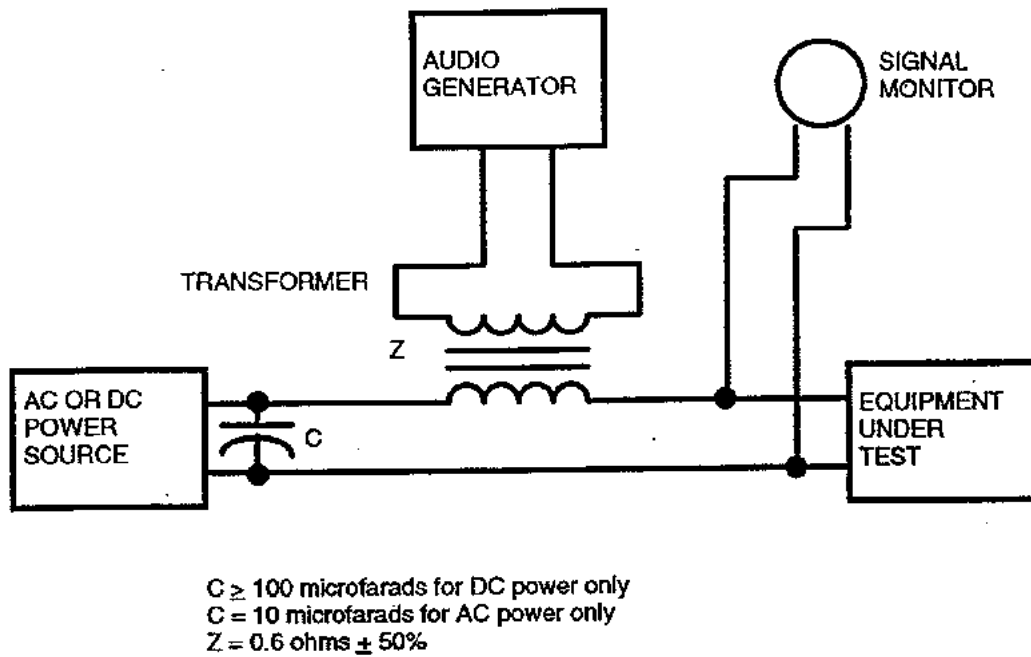 AUDIO
GENERATOR
SIGNAL
MONITOR
TRANSFORMER
Z
AC OR DC
POWER
SOURCE
C
EQUIPMENT
UNDER
TEST
C ≥ 100 microfarads for DC power only
C = 10 microfarads for AC power only
Z = 0.6 ohms ± 50%